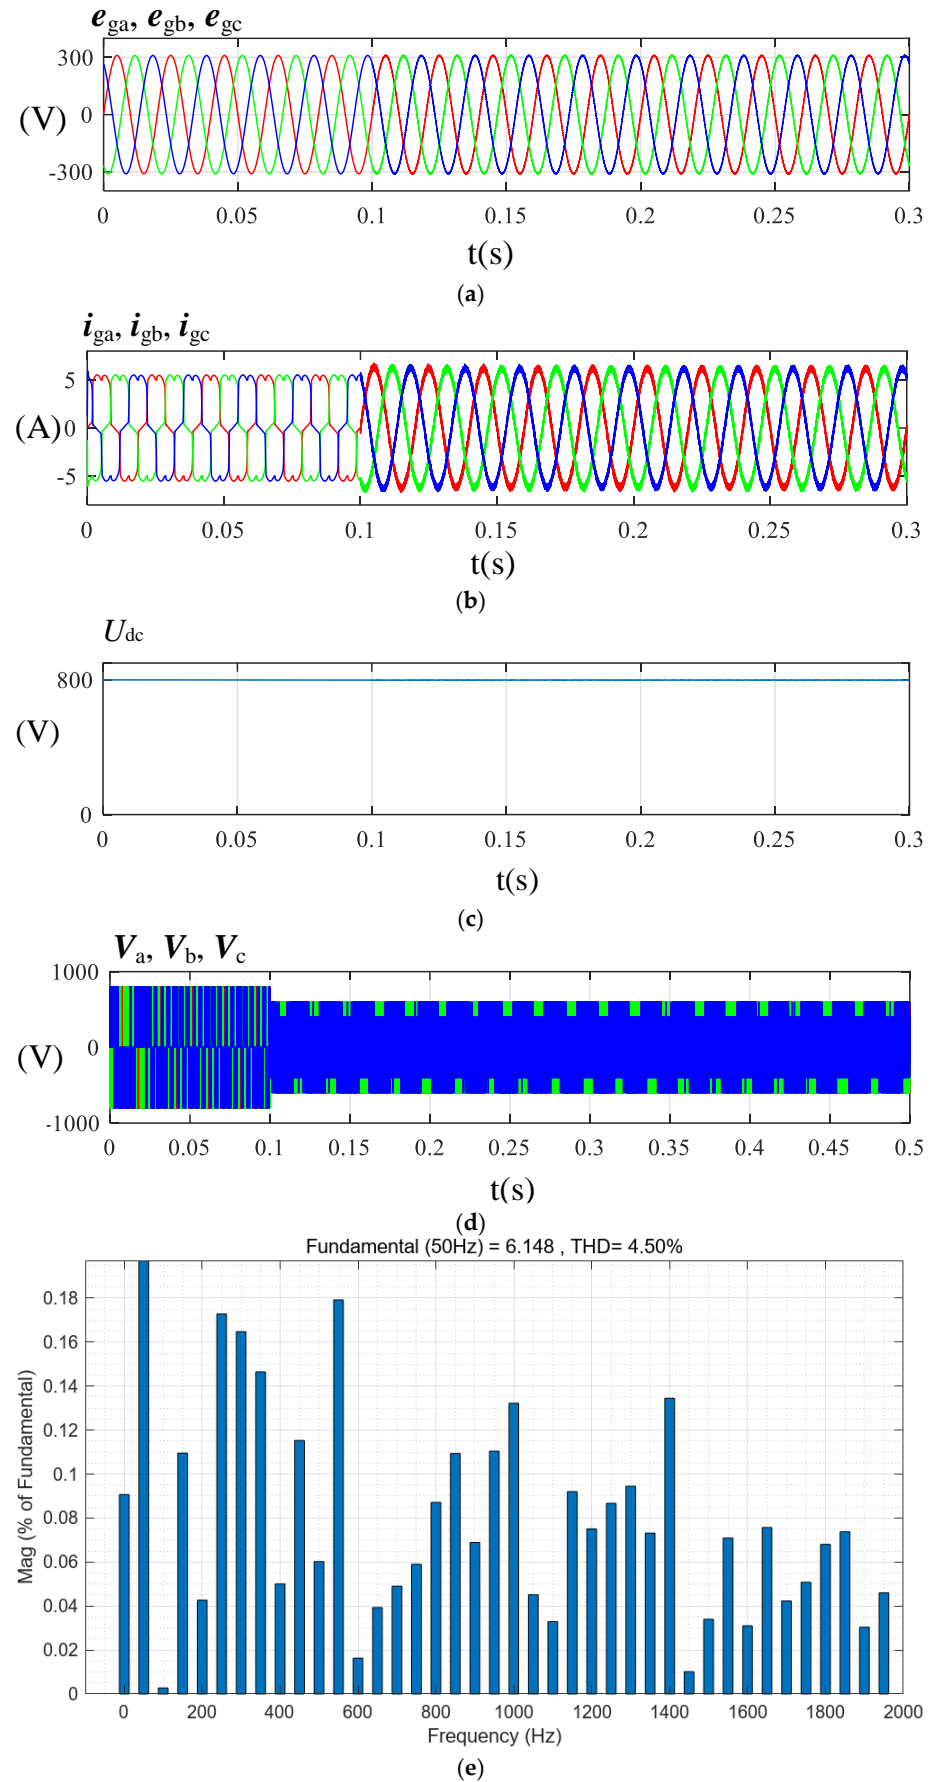 e_ga, e_gb, e_gc
300
0
-300
(V)
0 0.05 0.1 0.15 0.2 0.25 0.3
t(s)
(a)
i_ga, i_gb, i_gc
5
0
-5
(A)
0 0.05 0.1 0.15 0.2 0.25 0.3
t(s)
(b)
U_dc
800
(V)
0
0 0.05 0.1 0.15 0.2 0.25 0.3
t(s)
(c)
V_a, V_b, V_c
1000
0
(V)
-1000
0 0.05 0.1 0.15 0.2 0.25 0.3 0.35 0.4 0.45 0.5
t(s)
(d)
Fundamental (50Hz) = 6.148 , THD= 4.50%
0.18
0.16
0.14
0.12
0.1
0.08
0.06
0.04
0.02
0
Mag (% of Fundamental)
0 200 400 600 800 1000 1200 1400 1600 1800 2000
Frequency (Hz)
(e)